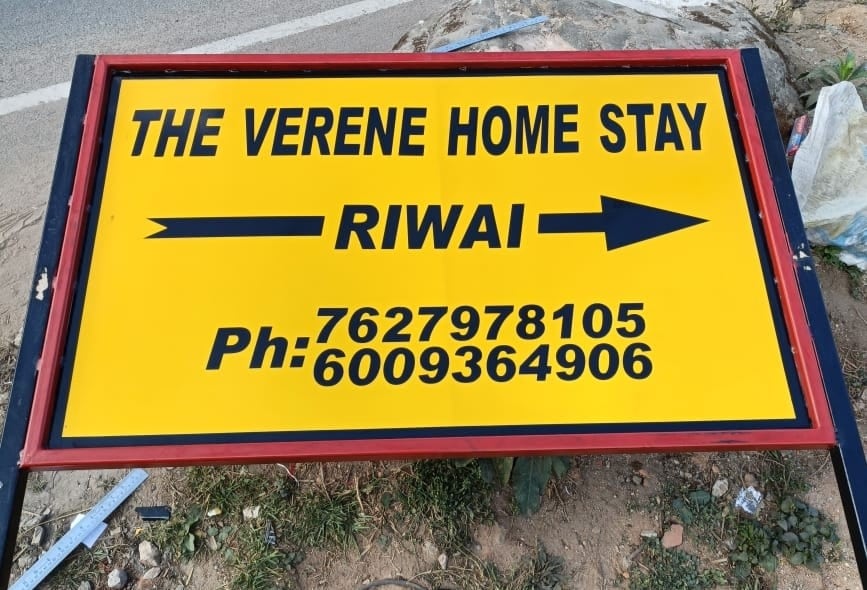 THE VERENE HOME STAY
RIWAI
Ph: 7627978105
6009364906